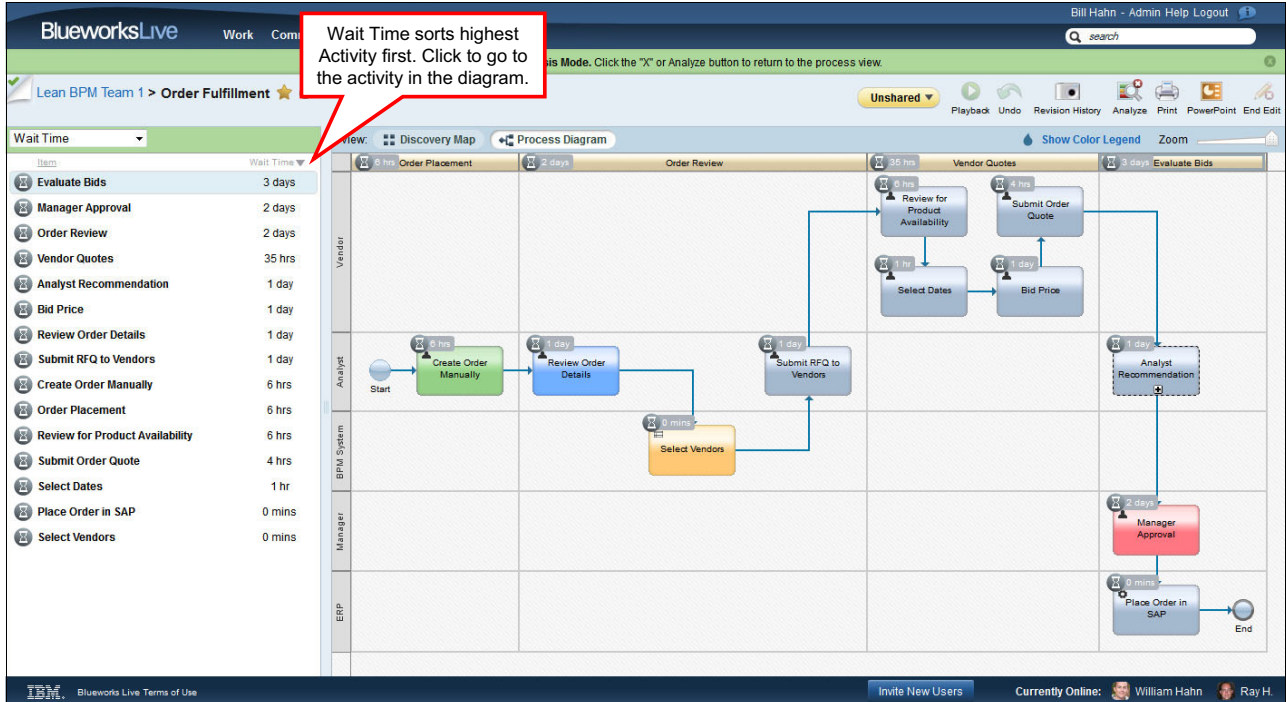 Bill Hahn - Admin Help Logout
BlueworksLive
Work
search
Wait Time sorts highest
Activity first. Click to go to
the activity in the diagram.
Mode. Click the "X" or Analyze button to return to the process view.
Lean BPM Team 1 > Order Fulfillment
Unshared
Playback Undo Revision History Analyze Print PowerPoint End Edit
Wait Time
Discovery Map Process Diagram
Show Color Legend Zoom
Item Wait Time
Evaluate Bids 3 days
Manager Approval 2 days
Order Review 2 days
Vendor Quotes 35 hrs
Analyst Recommendation 1 day
Bid Price 1 day
Review Order Details 1 day
Submit RFQ to Vendors 1 day
Create Order Manually 6 hrs
Order Placement 6 hrs
Review for Product Availability 6 hrs
Submit Order Quote 4 hrs
Select Dates 1 hr
Place Order in SAP 0 mins
Select Vendors 0 mins
6 hrs Order Placement
2 days Order Review
35 hrs Vendor Quotes
3 days Evaluate Bids
Vendor
6 hrs
Review for
Product
Availability
4 hrs
Submit Order
Quote
1 hr
Select Dates
1 day
Bid Price
Analyst
Start
6 hrs
Create Order
Manually
1 day
Review Order
Details
1 day
Submit RFQ to
Vendors
1 day
Analyst
Recommendation
BPM System
0 mins
Select Vendors
Manager
2 days
Manager
Approval
ERP
0 mins
Place Order in
SAP
End
IBM. Blueworks Live Terms of Use
Invite New Users
Currently Online: William Hahn Ray H.